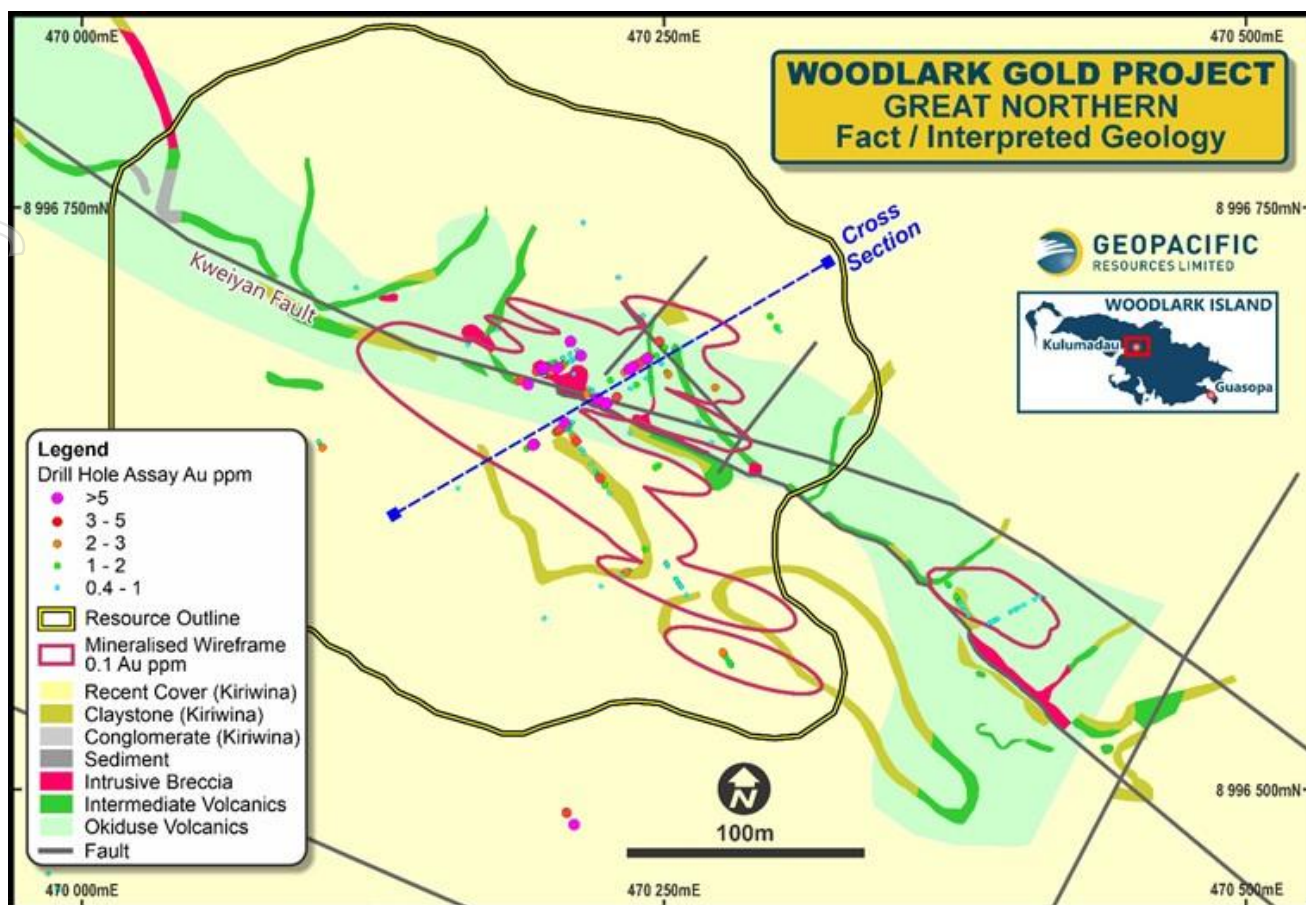 470 000mE
470 250mE
470 500mE
WOODLARK GOLD PROJECT
GREAT NORTHERN
Fact / Interpreted Geology
8 996 750mN
8 996 750mN
Cross
Section
GEOPACIFIC
RESOURCES LIMITED
Kweiyan Fault
WOODLARK ISLAND
Kulumadau
Guasopa
Legend
Drill Hole Assay Au ppm
>5
3 - 5
2 - 3
1 - 2
0.4 - 1
Resource Outline
Mineralised Wireframe
0.1 Au ppm
Recent Cover (Kiriwina)
Claystone (Kiriwina)
Conglomerate (Kiriwina)
Sediment
Intrusive Breccia
Intermediate Volcanics
Okiduse Volcanics
Fault
N
100m
8 996 500mN
470 000mE
470 250mE
470 500mE